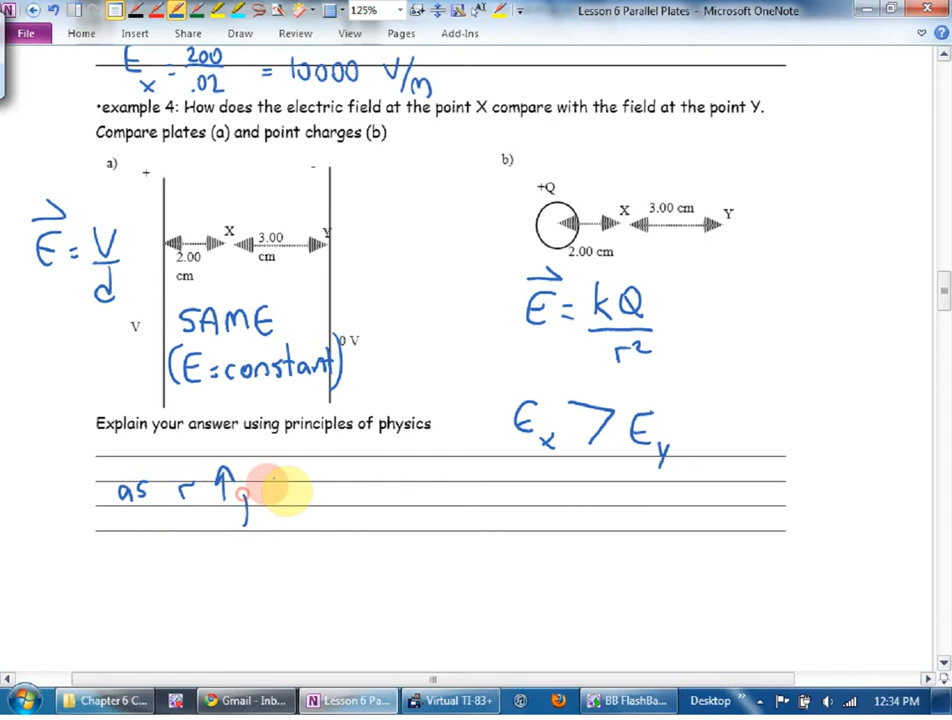 Lesson 6 Parallel Plates - Microsoft OneNote
125%
File Home Insert Share Draw Review View Pages Add-Ins
E x = 200 / .02 = 10000 V/m
•example 4: How does the electric field at the point X compare with the field at the point Y.
Compare plates (a) and point charges (b)
a)
b)
+
-
+Q
X
3.00 cm
Y
X
3.00
cm
Y
2.00
cm
2.00 cm
E = V / d
E = kQ / r²
V
SAME
0 V
(E = constant)
Ex > Ey
Explain your answer using principles of physics
as r ↑,
Chapter 6 C...
Gmail - Inb...
Lesson 6 Pa...
Virtual TI-83+
BB FlashBa...
Desktop
»
12:34 PM